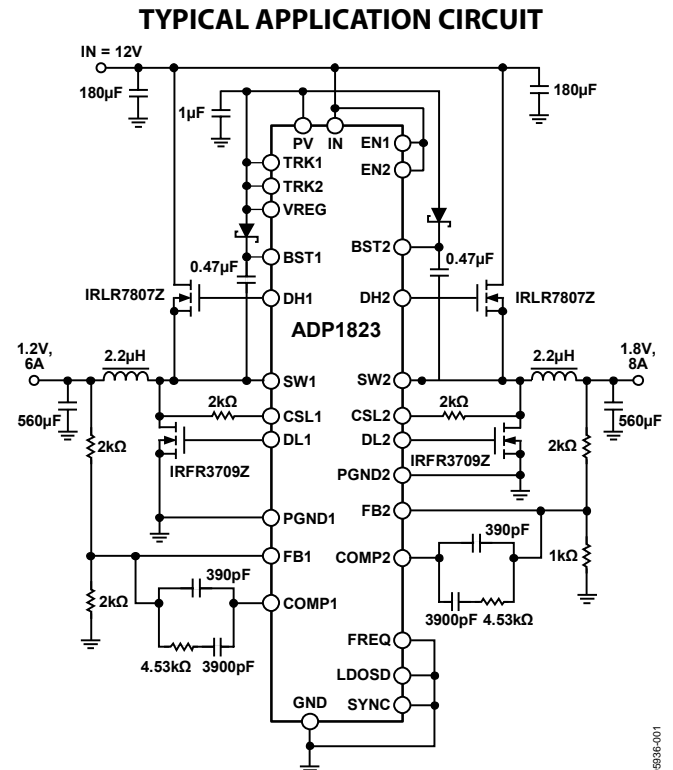 TYPICAL APPLICATION CIRCUIT
IN = 12V
180µF
1µF
180µF
PV
IN
EN1
EN2
TRK1
TRK2
VREG
BST1
BST2
0.47µF
0.47µF
IRLR7807Z
DH1
DH2
IRLR7807Z
ADP1823
1.2V,
6A
2.2µH
SW1
SW2
2.2µH
1.8V,
8A
560µF
2kΩ
CSL1
CSL2
2kΩ
560µF
2kΩ
DL1
DL2
2kΩ
IRFR3709Z
IRFR3709Z
PGND2
PGND1
FB2
390pF
FB1
COMP2
1kΩ
390pF
2kΩ
COMP1
3900pF
4.53kΩ
4.53kΩ
3900pF
FREQ
LDOSD
GND
SYNC
5936-001